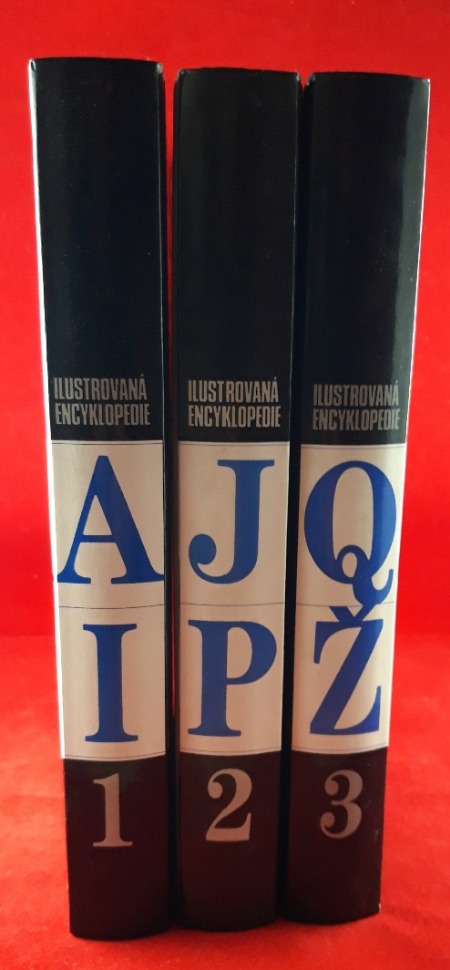 ILUSTROVANÁ
ENCYKLOPEDIE
A
I
1
ILUSTROVANÁ
ENCYKLOPEDIE
J
P
2
ILUSTROVANÁ
ENCYKLOPEDIE
Q
Ž
3